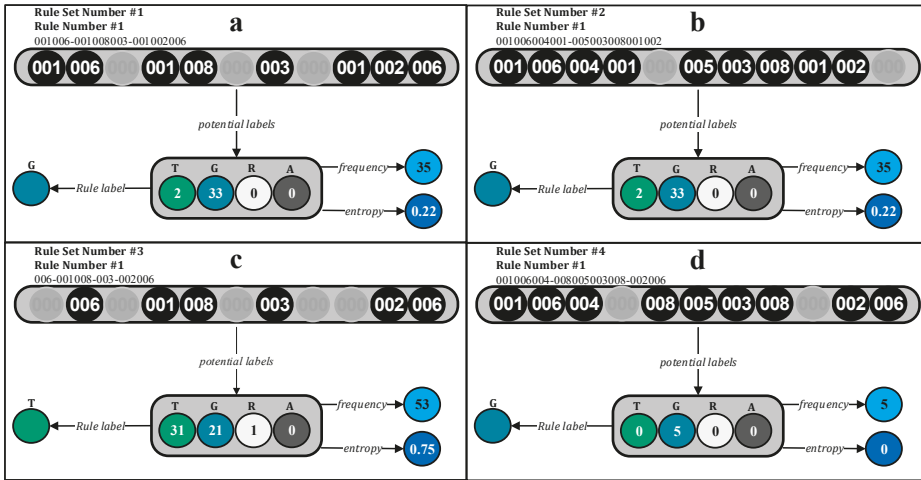 Rule Set Number #1
a
Rule Number #1
001006-001008003-001002006
001 006 000 001 008 000 003 000 001 002 006
potential labels
T G R A
2 33 0 0
frequency
35
entropy
0.22
Rule label
G
Rule Set Number #2
b
Rule Number #1
001006004001-005003008001002
001 006 004 001 000 005 003 008 001 002 000
potential labels
T G R A
2 33 0 0
frequency
35
entropy
0.22
Rule label
G
Rule Set Number #3
c
Rule Number #1
006-001008-003-002006
000 006 000 001 008 000 003 000 000 002 006
potential labels
T G R A
31 21 1 0
frequency
53
entropy
0.75
Rule label
T
Rule Set Number #4
d
Rule Number #1
001006004-008005003008-002006
001 006 004 000 008 005 003 008 000 002 006
potential labels
T G R A
0 5 0 0
frequency
5
entropy
0
Rule label
G